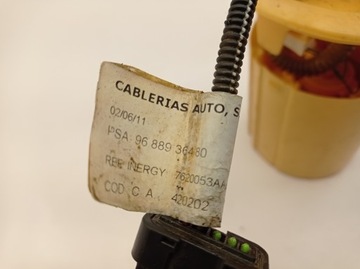 CABLERIAS AUTO, S
02/06/11
PSA 96 889 36480
REF. INERGY 7620053AA
COD. C.A. 420202